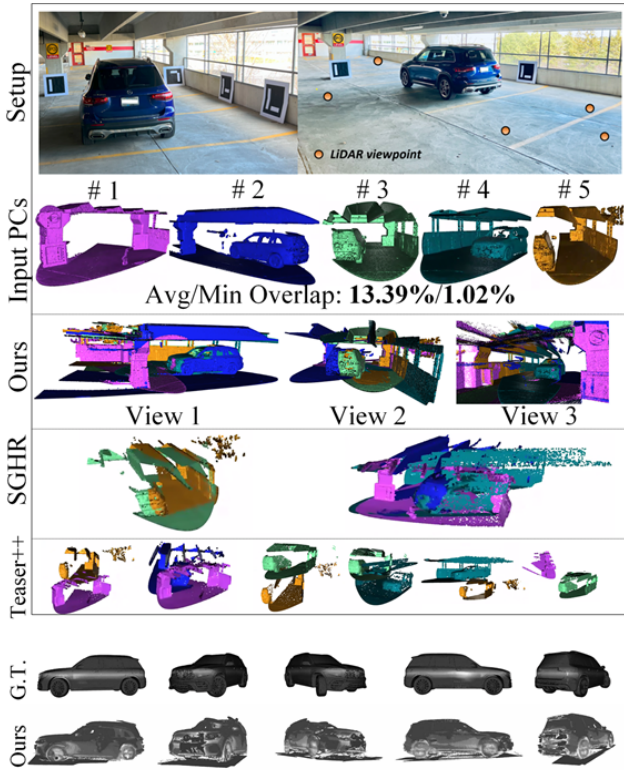 Setup
LiDAR viewpoint
Input PCs
# 1 # 2 # 3 # 4 # 5
Avg/Min Overlap: 13.39%/1.02%
Ours
View 1 View 2 View 3
SGHR
Teaser++
G.T.
Ours